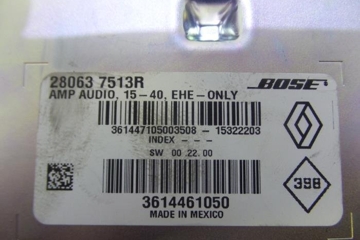 28063 7513R
BOSE
AMP AUDIO, 15-40, EHE-ONLY
361447105003508 - 15322203
INDEX ---
SW 00 22.00
398
3614461050
MADE IN MEXICO